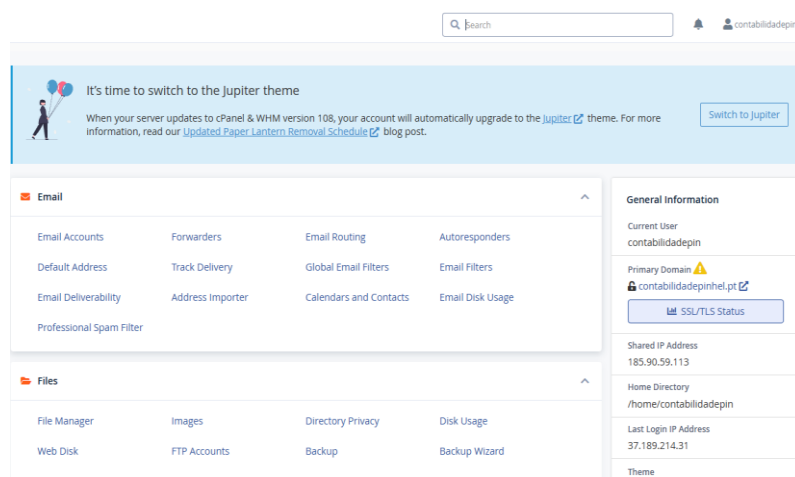 Search
contabilidadepin
It's time to switch to the Jupiter theme
When your server updates to cPanel & WHM version 108, your account will automatically upgrade to the Jupiter theme. For more
information, read our Updated Paper Lantern Removal Schedule blog post.
Switch to Jupiter
Email
Email Accounts Forwarders Email Routing Autoresponders
Default Address Track Delivery Global Email Filters Email Filters
Email Deliverability Address Importer Calendars and Contacts Email Disk Usage
Professional Spam Filter
Files
File Manager Images Directory Privacy Disk Usage
Web Disk FTP Accounts Backup Backup Wizard
General Information
Current User
contabilidadepin
Primary Domain
contabilidadepinhel.pt
SSL/TLS Status
Shared IP Address
185.90.59.113
Home Directory
/home/contabilidadepin
Last Login IP Address
37.189.214.31
Theme